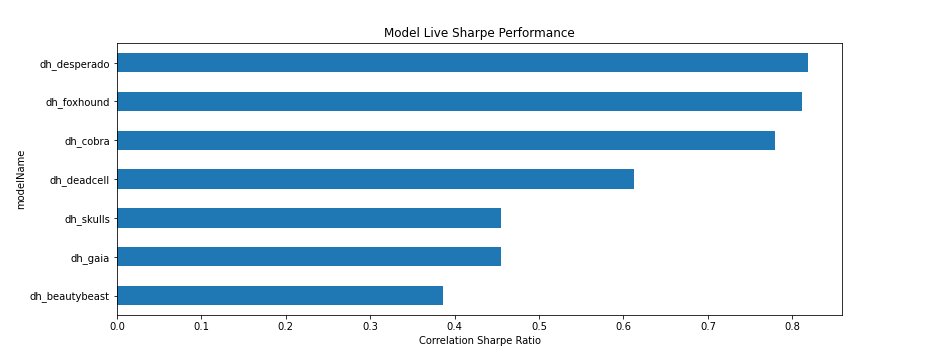 Model Live Sharpe Performance
modelName
dh_desperado
dh_foxhound
dh_cobra
dh_deadcell
dh_skulls
dh_gaia
dh_beautybeast
0.0 0.1 0.2 0.3 0.4 0.5 0.6 0.7 0.8
Correlation Sharpe Ratio